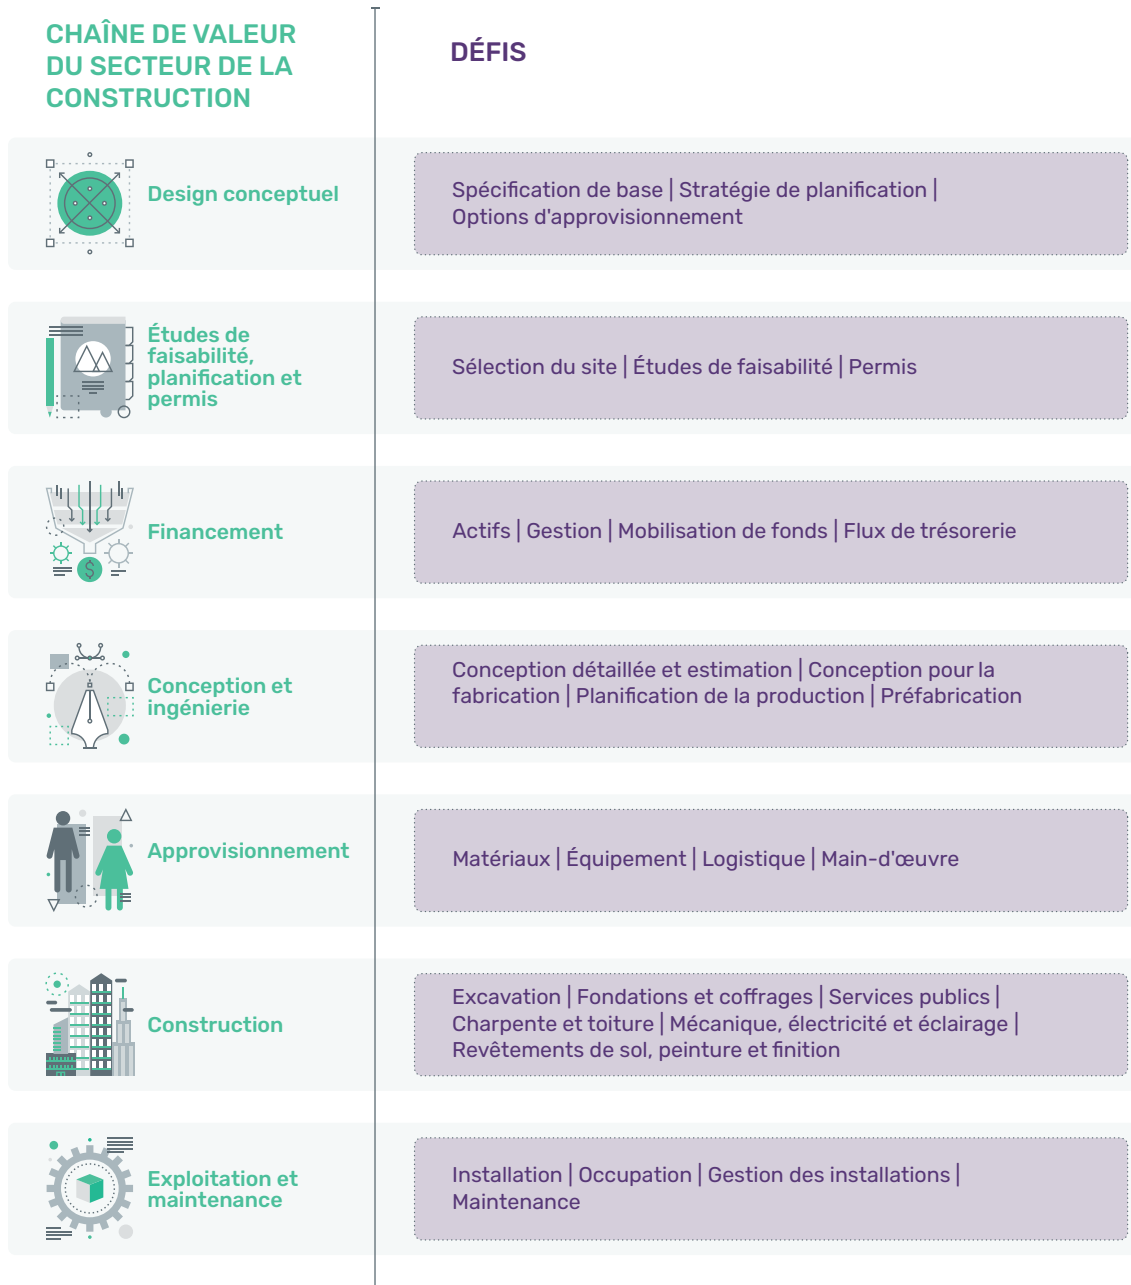 CHAÎNE DE VALEUR
DU SECTEUR DE LA
CONSTRUCTION
DÉFIS
Design conceptuel
Spécification de base | Stratégie de planification |
Options d'approvisionnement
Études de
faisabilité,
planification et
permis
Sélection du site | Études de faisabilité | Permis
Financement
Actifs | Gestion | Mobilisation de fonds | Flux de trésorerie
Conception et
ingénierie
Conception détaillée et estimation | Conception pour la
fabrication | Planification de la production | Préfabrication
Approvisionnement
Matériaux | Équipement | Logistique | Main-d'œuvre
Construction
Excavation | Fondations et coffrages | Services publics |
Charpente et toiture | Mécanique, électricité et éclairage |
Revêtements de sol, peinture et finition
Exploitation et
maintenance
Installation | Occupation | Gestion des installations |
Maintenance